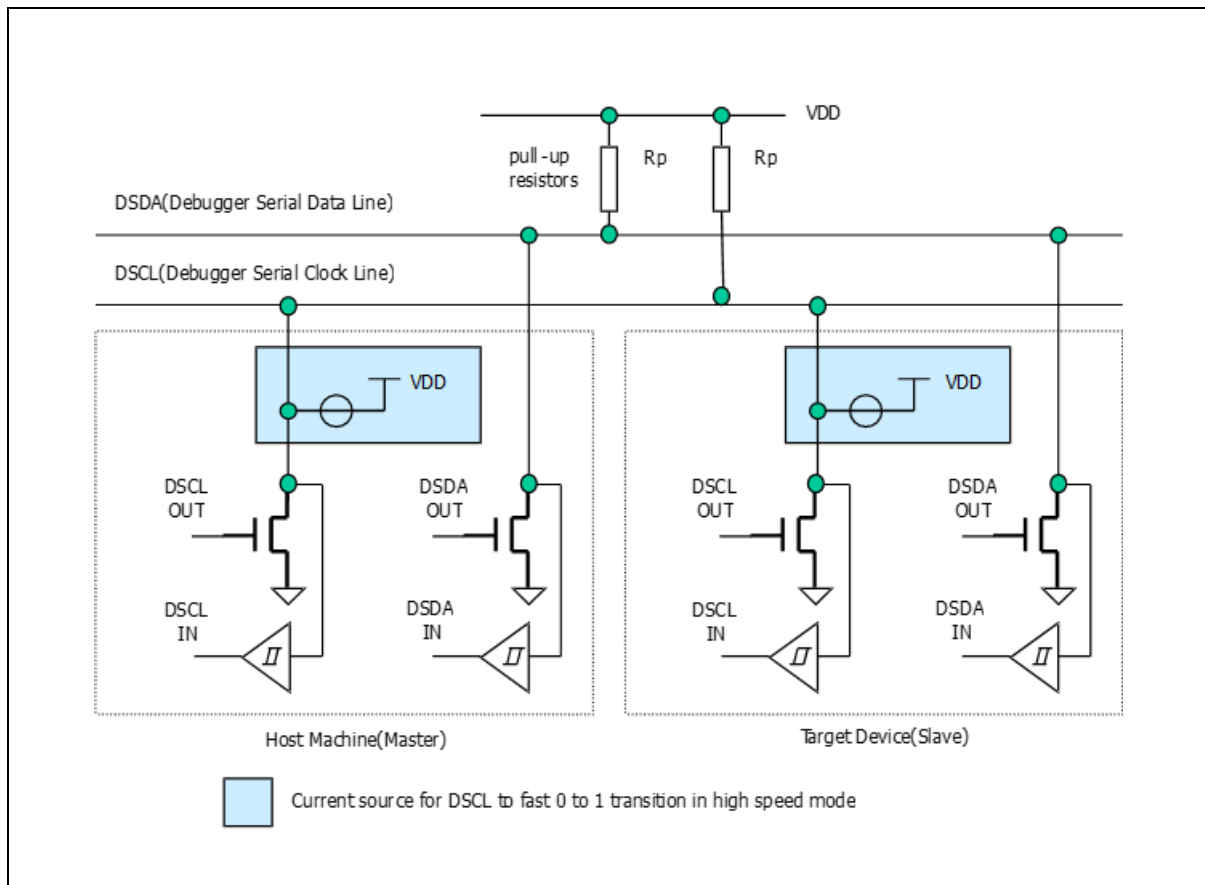 VDD
pull -up
resistors
Rp
Rp
DSDA(Debugger Serial Data Line)
DSCL(Debugger Serial Clock Line)
VDD
VDD
DSCL
OUT
DSDA
OUT
DSCL
OUT
DSDA
OUT
DSCL
IN
DSDA
IN
DSCL
IN
DSDA
IN
Host Machine(Master)
Target Device(Slave)
Current source for DSCL to fast 0 to 1 transition in high speed mode